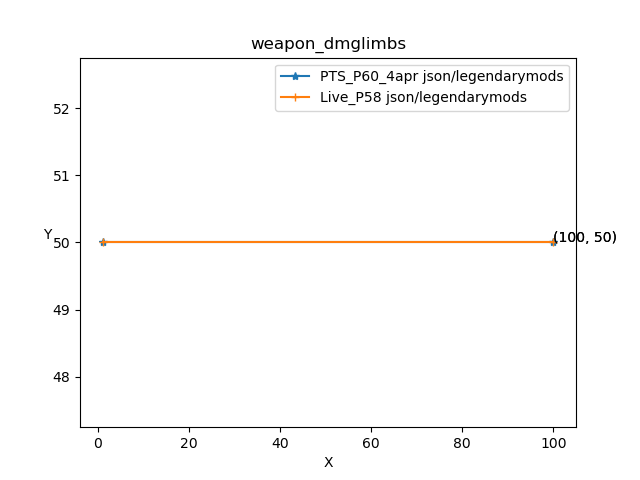 weapon_dmglimbs
PTS_P60_4apr json/legendarymods
Live_P58 json/legendarymods
52
51
Y
50
(100, 50)
49
48
0
20
40
60
80
100
X